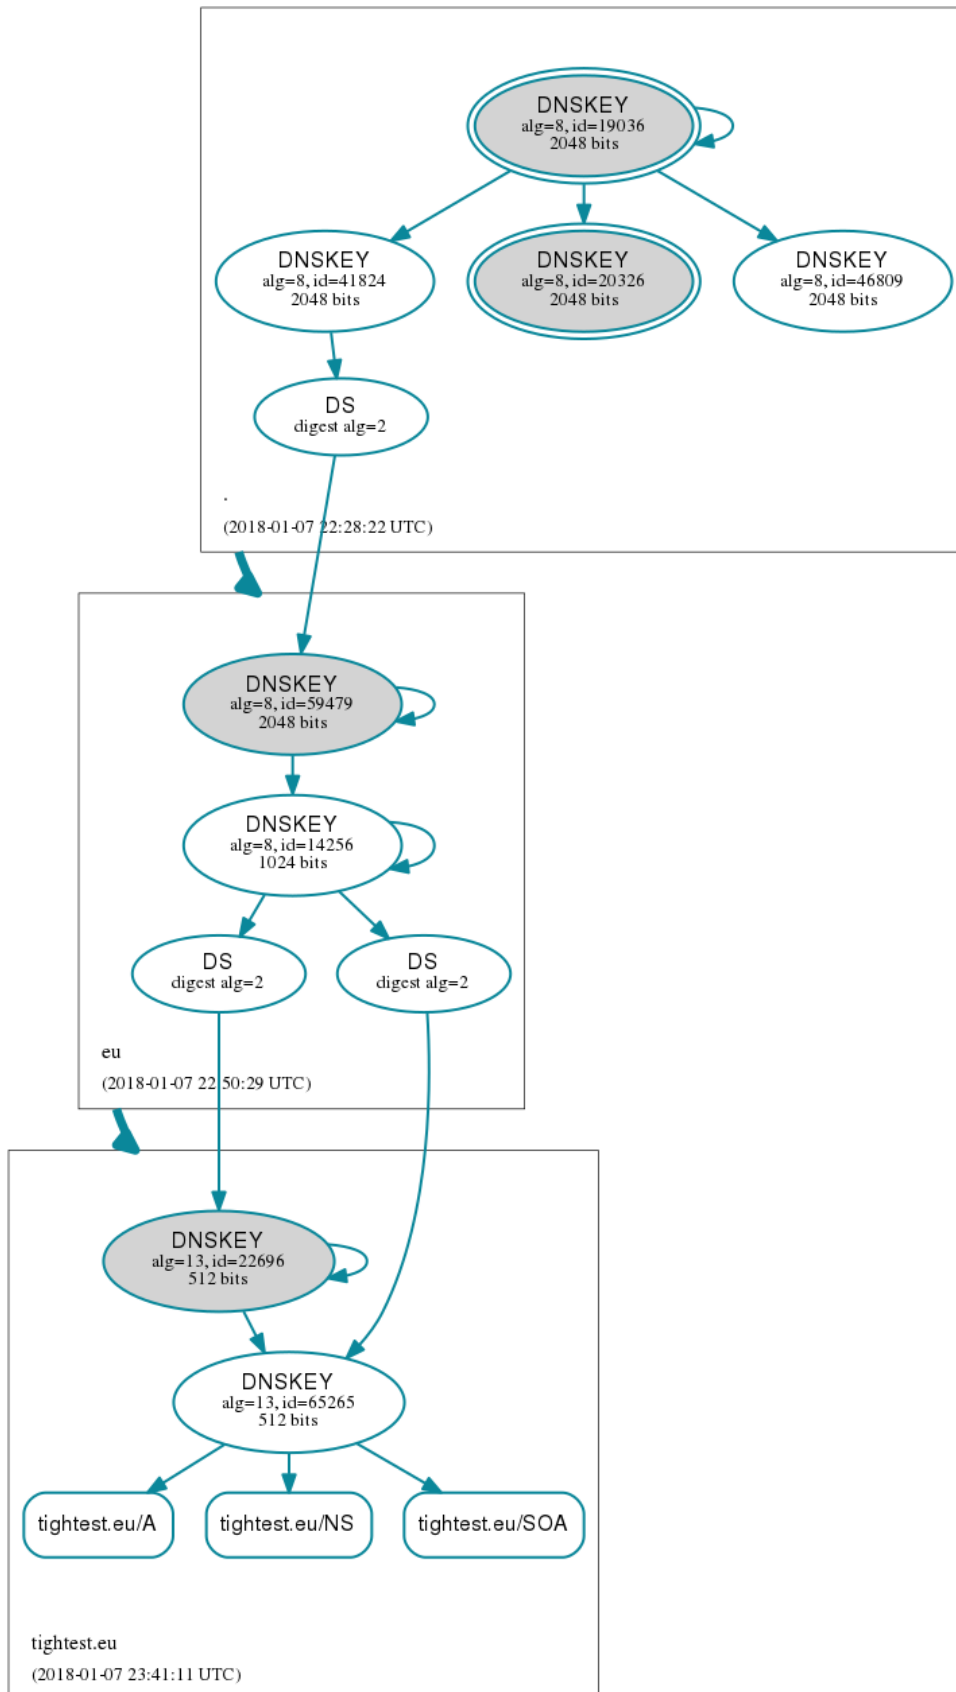 DNSKEY
alg=8, id=19036
2048 bits
DNSKEY
alg=8, id=41824
2048 bits
DNSKEY
alg=8, id=20326
2048 bits
DNSKEY
alg=8, id=46809
2048 bits
DS
digest alg=2
.
(2018-01-07 22:28:22 UTC)
DNSKEY
alg=8, id=59479
2048 bits
DNSKEY
alg=8, id=14256
1024 bits
DS
digest alg=2
DS
digest alg=2
eu
(2018-01-07 22:50:29 UTC)
DNSKEY
alg=13, id=22696
512 bits
DNSKEY
alg=13, id=65265
512 bits
tightest.eu/A
tightest.eu/NS
tightest.eu/SOA
tightest.eu
(2018-01-07 23:41:11 UTC)